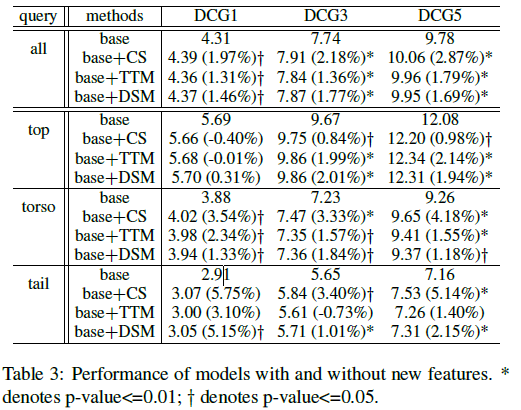 query methods DCG1 DCG3 DCG5
all base 4.31 7.74 9.78
base+CS 4.39 (1.97%)† 7.91 (2.18%)* 10.06 (2.87%)*
base+TTM 4.36 (1.31%)† 7.84 (1.36%)* 9.96 (1.79%)*
base+DSM 4.37 (1.46%)† 7.87 (1.77%)* 9.95 (1.69%)*
top base 5.69 9.67 12.08
base+CS 5.66 (-0.40%) 9.75 (0.84%)† 12.20 (0.98%)†
base+TTM 5.68 (-0.01%) 9.86 (1.99%)* 12.34 (2.14%)*
base+DSM 5.70 (0.31%) 9.86 (2.01%)* 12.31 (1.94%)*
torso base 3.88 7.23 9.26
base+CS 4.02 (3.54%)† 7.47 (3.33%)* 9.65 (4.18%)*
base+TTM 3.98 (2.34%)† 7.35 (1.57%)† 9.41 (1.55%)*
base+DSM 3.94 (1.33%)† 7.36 (1.84%)† 9.37 (1.18%)†
tail base 2.91 5.65 7.16
base+CS 3.07 (5.75%) 5.84 (3.40%)† 7.53 (5.14%)*
base+TTM 3.00 (3.10%) 5.61 (-0.73%) 7.26 (1.40%)
base+DSM 3.05 (5.15%)† 5.71 (1.01%)* 7.31 (2.15%)*
Table 3: Performance of models with and without new features. *
denotes p-value<=0.01; † denotes p-value<=0.05.